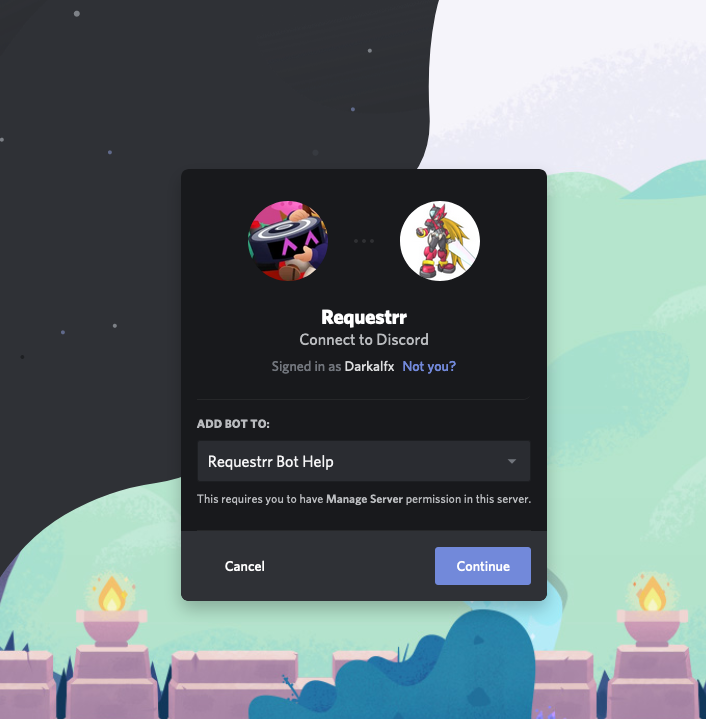 Requestrr
Connect to Discord
Signed in as Darkalfx Not you?
ADD BOT TO:
Requestrr Bot Help
This requires you to have Manage Server permission in this server.
Cancel
Continue